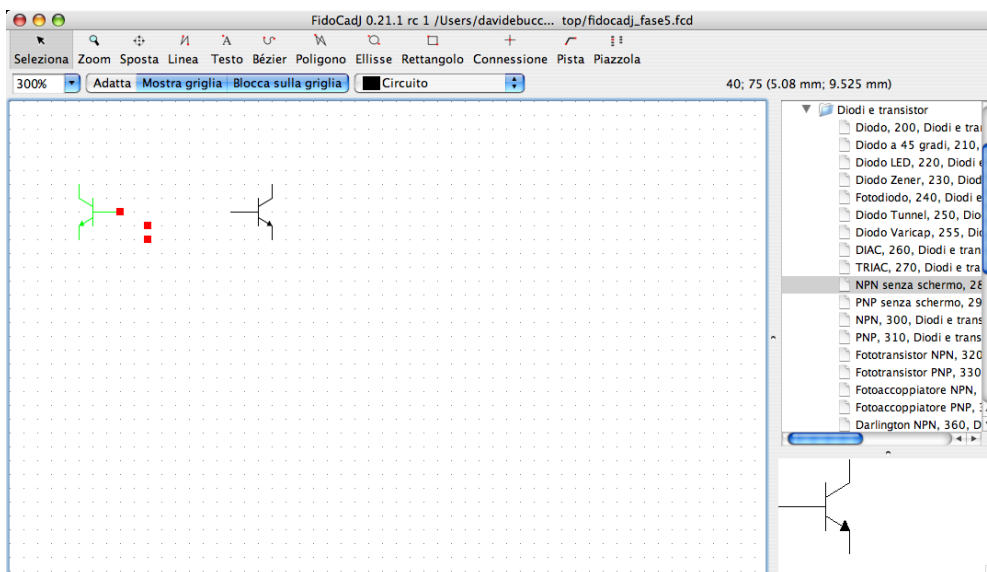 FidoCadJ 0.21.1 rc 1 /Users/davidebucc... top/fidocadj_fase5.fcd
Seleziona Zoom Sposta Linea Testo Bézier Poligono Ellisse Rettangolo Connessione Pista Piazzola
300% Adatta Mostra griglia Blocca sulla griglia Circuito 40; 75 (5.08 mm; 9.525 mm)
Diodi e transistor
Diodo, 200, Diodi e tra
Diodo a 45 gradi, 210,
Diodo LED, 220, Diodi e
Diodo Zener, 230, Diod
Fotodiodo, 240, Diodi e
Diodo Tunnel, 250, Dio
Diodo Varicap, 255, Dio
DIAC, 260, Diodi e tran
TRIAC, 270, Diodi e tra
NPN senza schermo, 28
PNP senza schermo, 29
NPN, 300, Diodi e trans
PNP, 310, Diodi e trans
Fototransistor NPN, 320
Fototransistor PNP, 330
Fotoaccoppiatore NPN,
Fotoaccoppiatore PNP,
Darlington NPN, 360, D